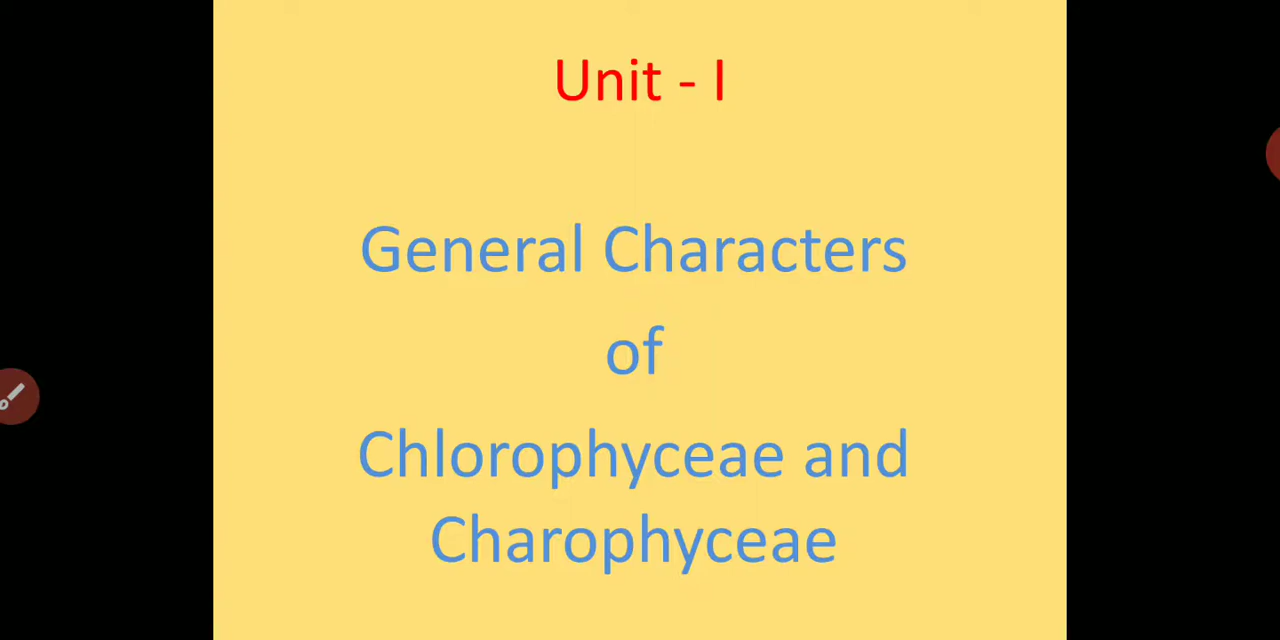 Unit - I
General Characters
of
Chlorophyceae and
Charophyceae